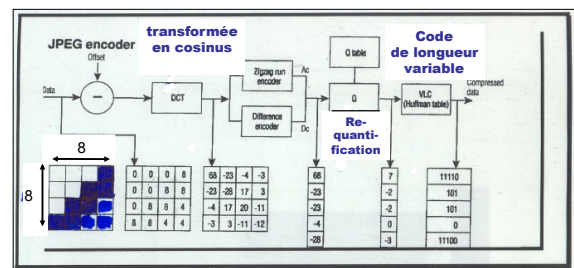 JPEG encoder
Offset
transformée
en cosinus
Code
de longueur
variable
Q table
Data
−
DCT
Zigzag run
encoder
Difference
encoder
Ac
Dc
Q
VLC
(Huffman table)
Compressed
data
Re-
quanti-
fication
8
8
0 0 0 8
0 0 8 8
0 8 8 4
8 8 4 4
68 -23 -4 -3
-23 -28 17 3
-4 17 20 -11
-3 3 -11 -12
68
-23
-23
-4
-28
7
-2
-2
0
-3
11110
101
101
0
11100